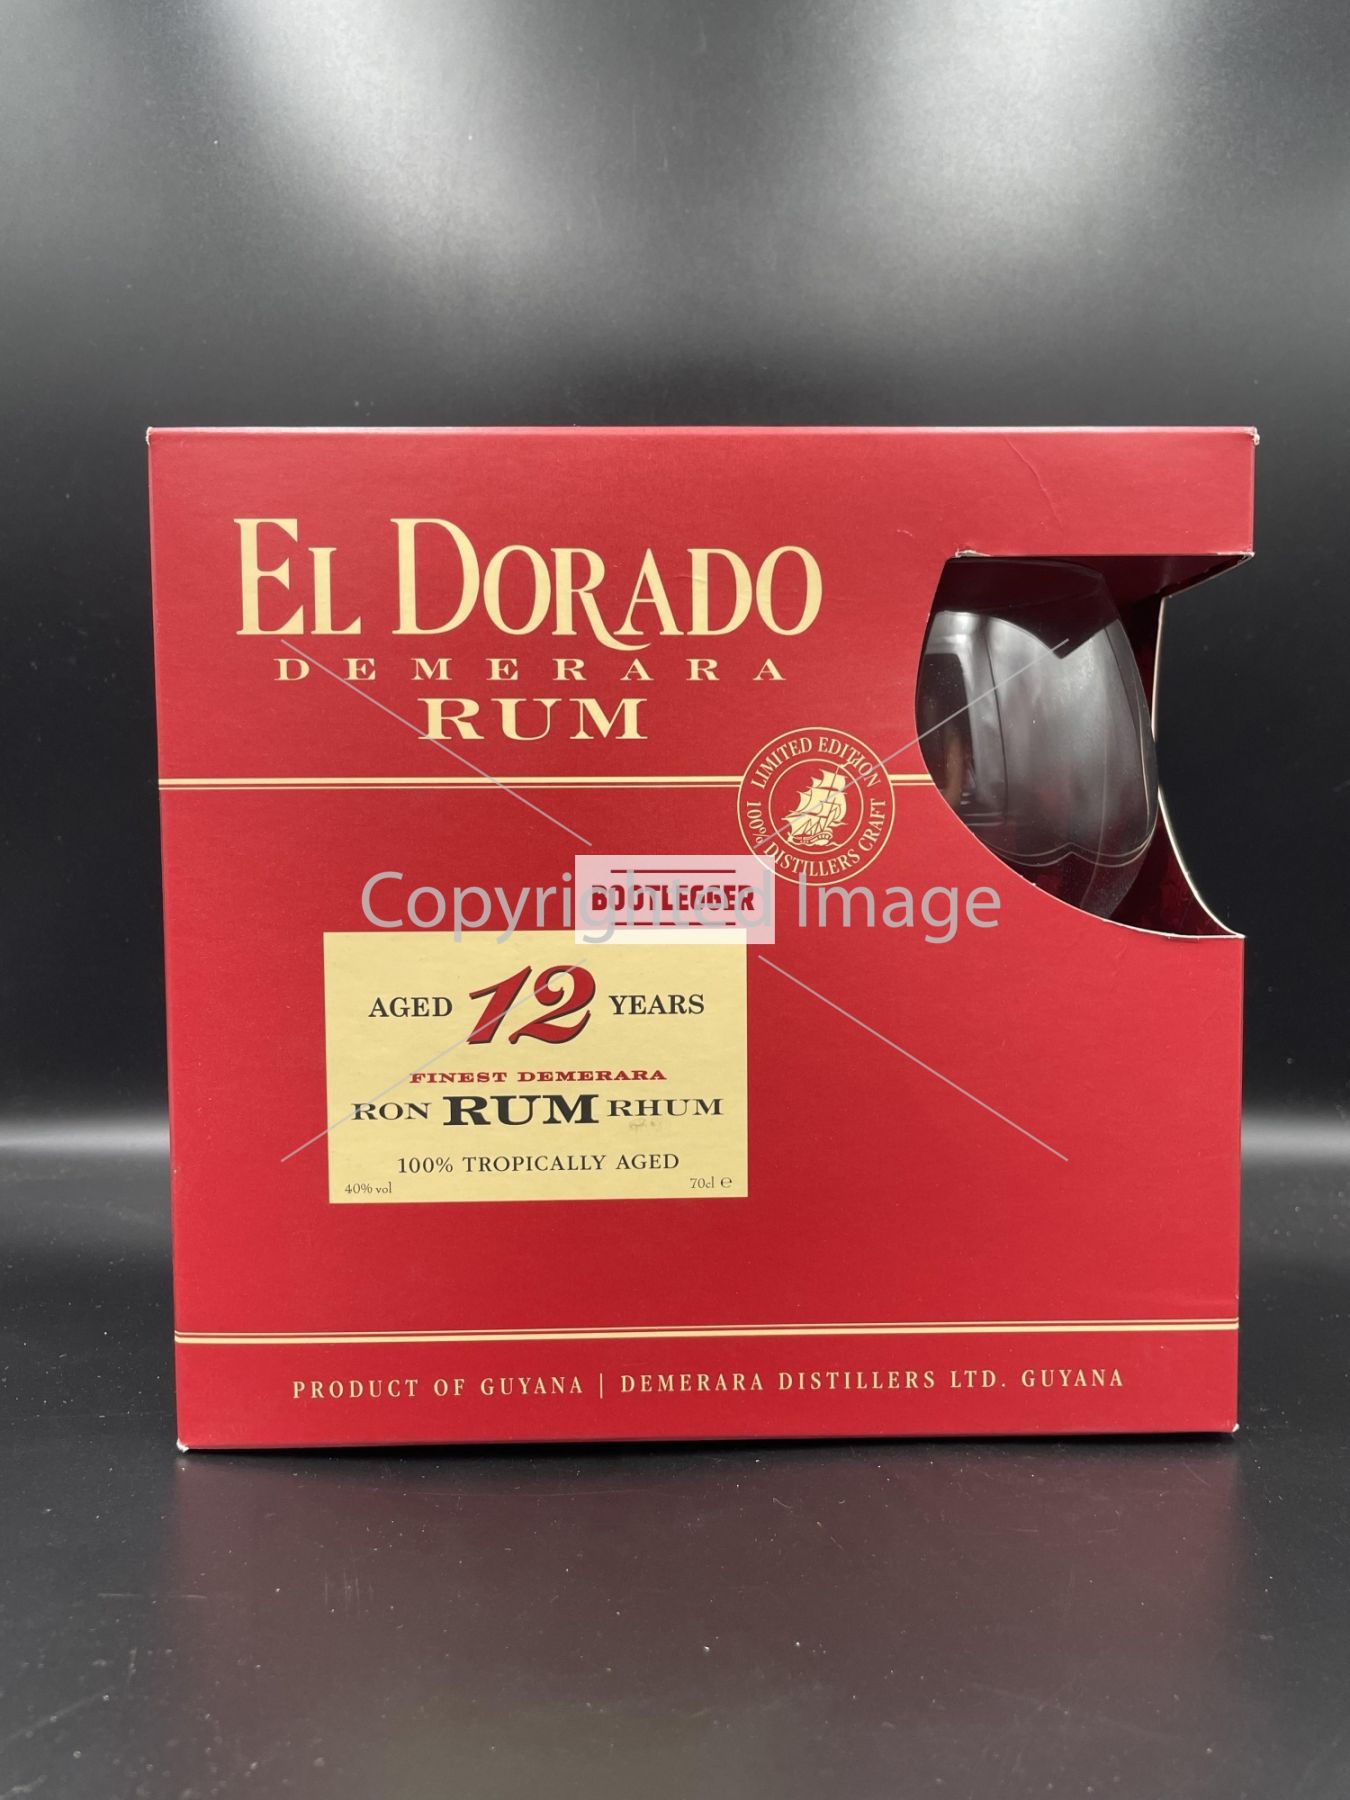 EL DORADO
DEMERARA
RUM
LIMITED EDITION
100% DISTILLERS CRAFT
Copyrighted Image
BOOTLEGGER
AGED 12 YEARS
FINEST DEMERARA
RON RUM RHUM
100% TROPICALLY AGED
40% vol 70cl ℮
PRODUCT OF GUYANA | DEMERARA DISTILLERS LTD. GUYANA